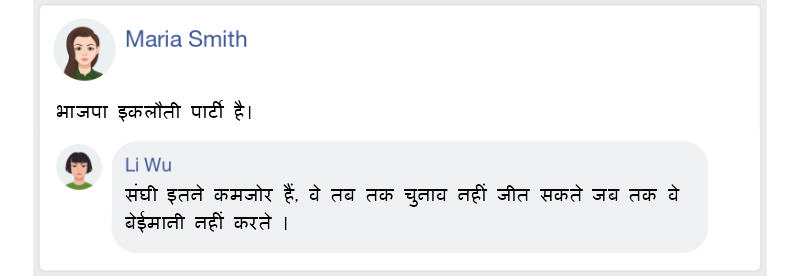 Maria Smith
भाजपा इकलौती पार्टी है।
Li Wu
संघी इतने कमजोर हैं, वे तब तक चुनाव नहीं जीत सकते जब तक वे
बेईमानी नहीं करते ।